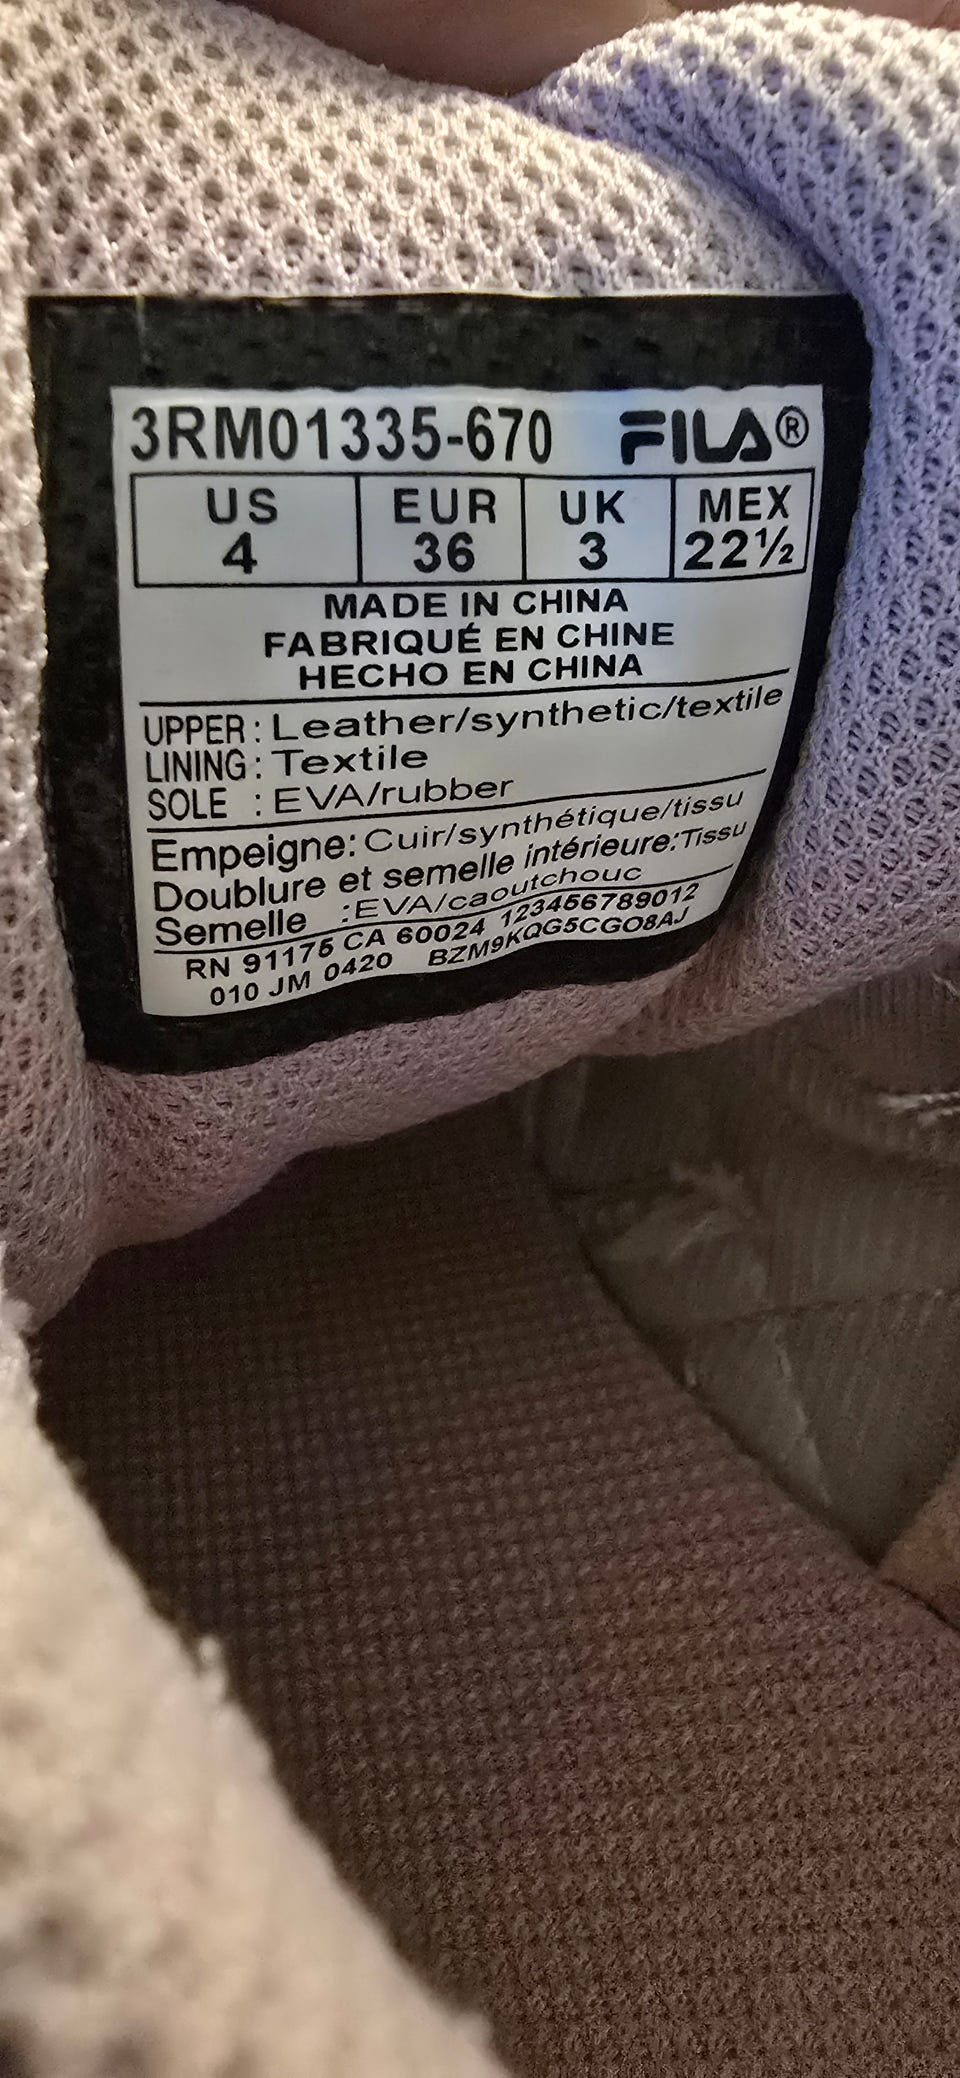 3RM01335-670 FILA®
US EUR UK MEX
4 36 3 22½
MADE IN CHINA
FABRIQUÉ EN CHINE
HECHO EN CHINA
UPPER : Leather/synthetic/textile
LINING : Textile
SOLE : EVA/rubber
Empeigne: Cuir/synthétique/tissu
Doublure et semelle intérieure:Tissu
Semelle :EVA/caoutchouc
RN 91175 CA 60024 123456789012
010 JM 0420 BZM9KQG5CGO8AJ